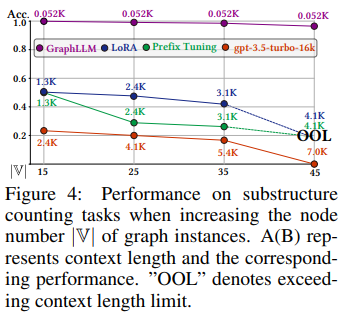 Acc. 0.052K 0.052K 0.052K 0.052K
1.0
0.8 GraphLLM LoRA Prefix Tuning gpt-3.5-turbo-16k
0.6
1.3K 2.4K 3.1K 4.1K
0.4 1.3K 2.4K 3.1K 4.1K
0.2 OOL
2.4K 4.1K 5.4K 7.0K
|𝕍| 15 25 35 45
Figure 4: Performance on substructure
counting tasks when increasing the node
number |𝕍| of graph instances. A(B) rep-
resents context length and the correspond-
ing performance. ”OOL” denotes exceed-
ing context length limit.